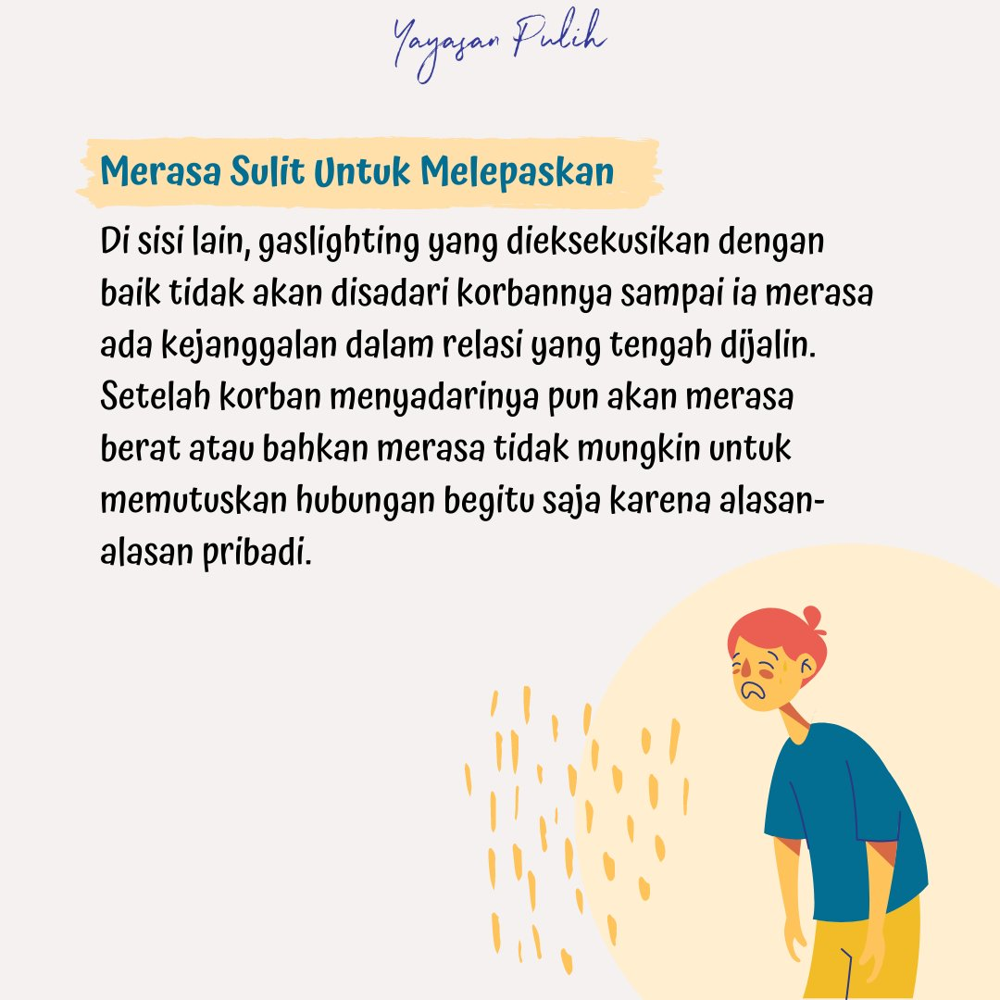 Yayasan Pulih
Merasa Sulit Untuk Melepaskan
Di sisi lain, gaslighting yang dieksekusikan dengan
baik tidak akan disadari korbannya sampai ia merasa
ada kejanggalan dalam relasi yang tengah dijalin.
Setelah korban menyadarinya pun akan merasa
berat atau bahkan merasa tidak mungkin untuk
memutuskan hubungan begitu saja karena alasan-
alasan pribadi.